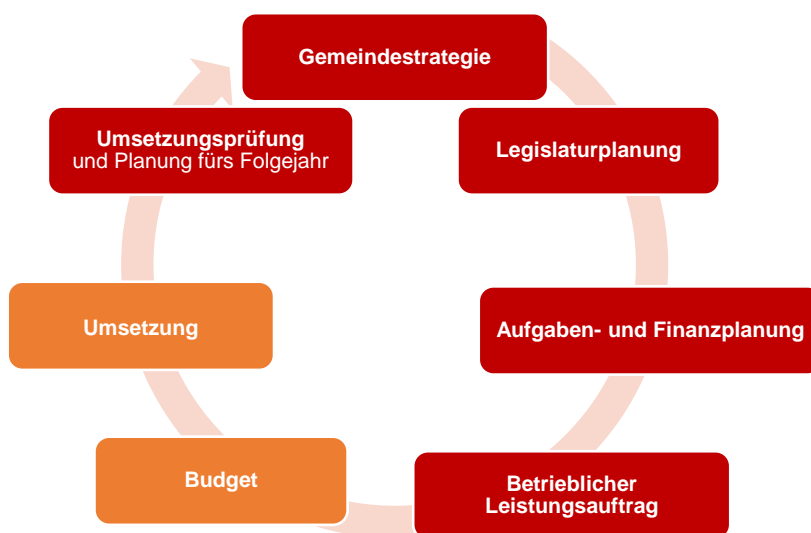 Gemeindestrategie
Legislaturplanung
Aufgaben- und Finanzplanung
Betrieblicher
Leistungsauftrag
Budget
Umsetzung
Umsetzungsprüfung
und Planung fürs Folgejahr